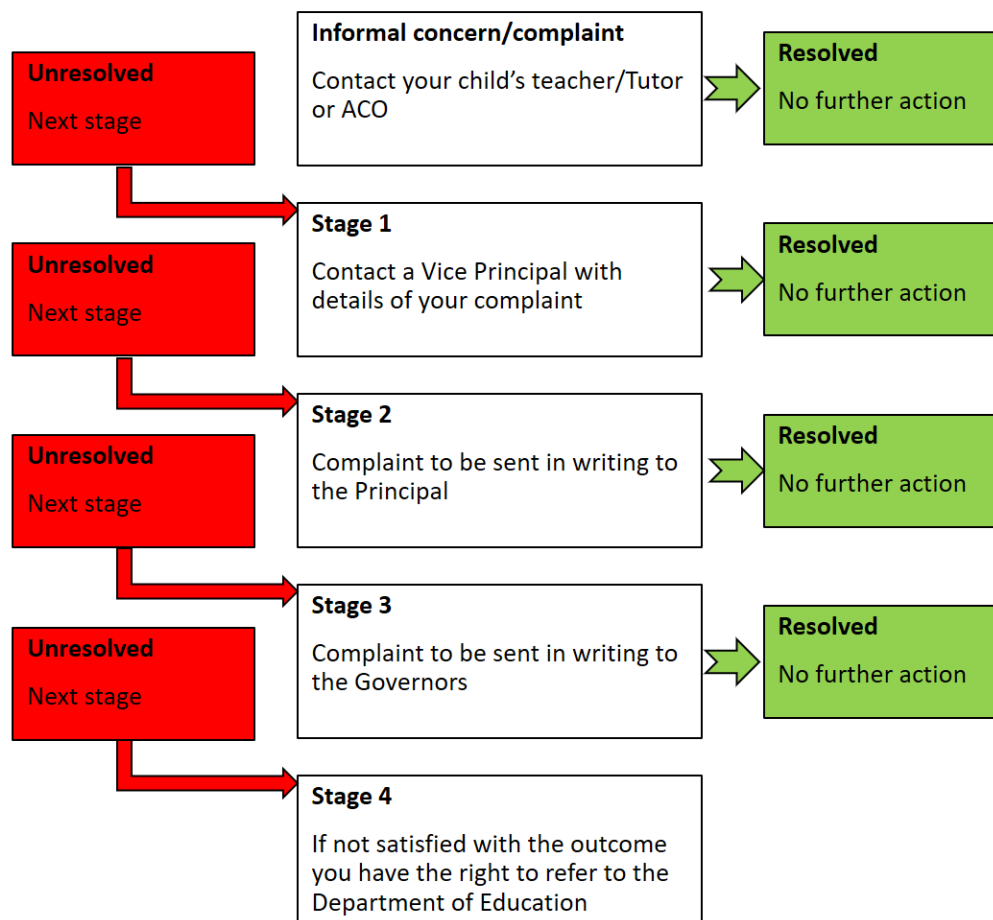 Informal concern/complaint
Contact your child’s teacher/Tutor
or ACO
Resolved
No further action
Unresolved
Next stage
Stage 1
Contact a Vice Principal with
details of your complaint
Resolved
No further action
Unresolved
Next stage
Stage 2
Complaint to be sent in writing to
the Principal
Resolved
No further action
Unresolved
Next stage
Stage 3
Complaint to be sent in writing to
the Governors
Resolved
No further action
Unresolved
Next stage
Stage 4
If not satisfied with the outcome
you have the right to refer to the
Department of Education